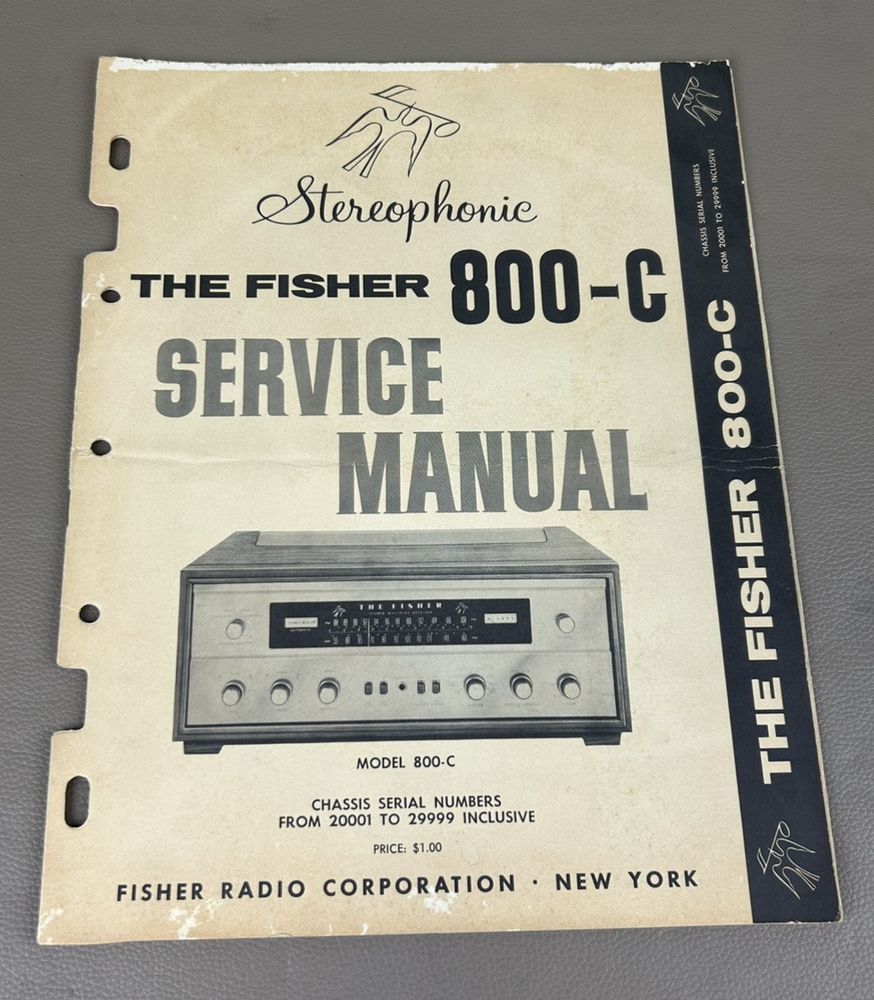 Stereophonic
THE FISHER 800-C
SERVICE
MANUAL
THE FISHER
MODEL 800-C
CHASSIS SERIAL NUMBERS
FROM 20001 TO 29999 INCLUSIVE
PRICE: $1.00
FISHER RADIO CORPORATION · NEW YORK
THE FISHER 800-C
CHASSIS SERIAL NUMBERS
FROM 20001 TO 29999 INCLUSIVE